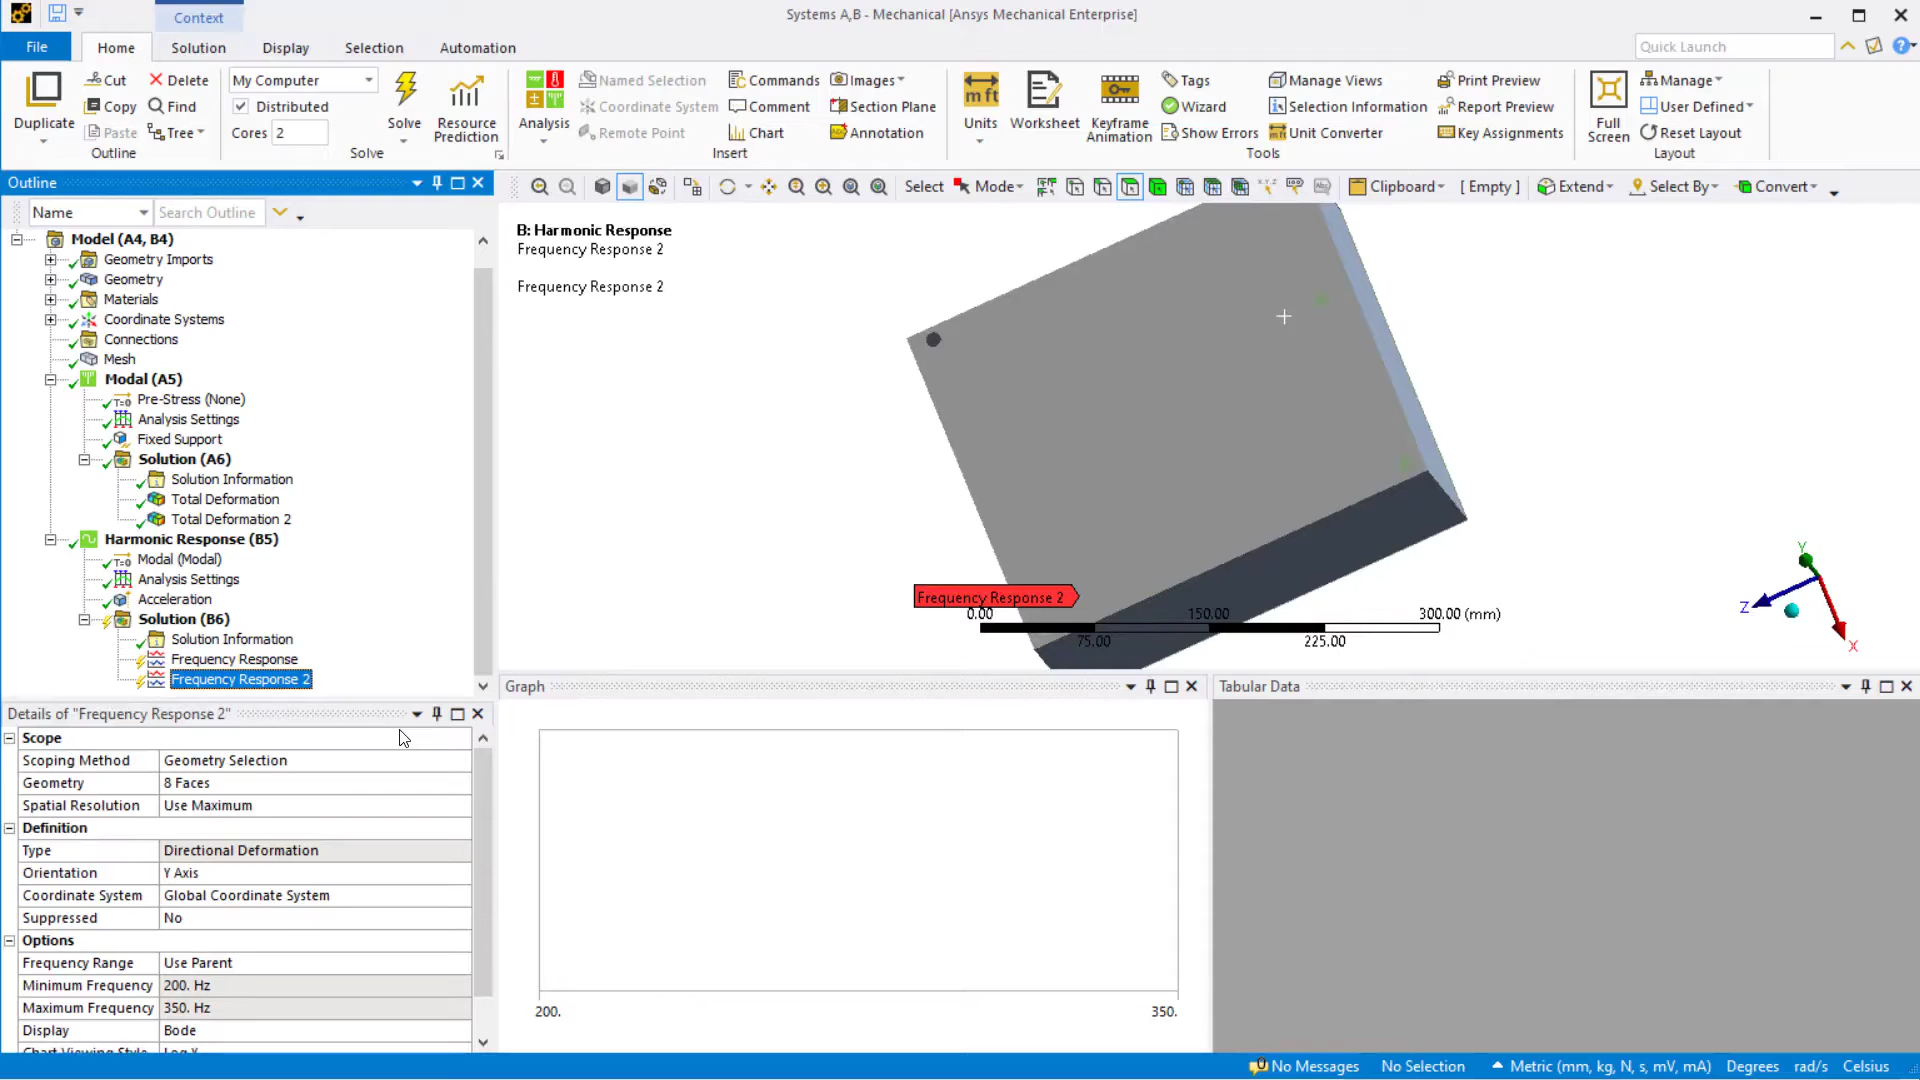 Context
Systems A,B - Mechanical [Ansys Mechanical Enterprise]
File
Home
Solution
Display
Selection
Automation
Quick Launch
Duplicate
Cut
Delete
Copy
Find
Paste
Tree
Outline
My Computer
Distributed
Cores 2
Solve
Resource Prediction
Solve
Analysis
Named Selection
Commands
Images
Coordinate System
Comment
Section Plane
Remote Point
Chart
Annotation
Insert
Units
Worksheet
Keyframe Animation
Tags
Wizard
Show Errors
Manage Views
Selection Information
Unit Converter
Print Preview
Report Preview
Key Assignments
Tools
Full Screen
Manage
User Defined
Reset Layout
Layout
Outline
Name
Search Outline
Select
Mode
Clipboard
[ Empty ]
Extend
Select By
Convert
Model (A4, B4)
Geometry Imports
Geometry
Materials
Coordinate Systems
Connections
Mesh
Modal (A5)
Pre-Stress (None)
Analysis Settings
Fixed Support
Solution (A6)
Solution Information
Total Deformation
Total Deformation 2
Harmonic Response (B5)
Modal (Modal)
Analysis Settings
Acceleration
Solution (B6)
Solution Information
Frequency Response
Frequency Response 2
B: Harmonic Response
Frequency Response 2
Frequency Response 2
Frequency Response 2
0.00
150.00
300.00 (mm)
75.00
225.00
Y
Z
X
Details of "Frequency Response 2"
Scope
Scoping Method Geometry Selection
Geometry 8 Faces
Spatial Resolution Use Maximum
Definition
Type Directional Deformation
Orientation Y Axis
Coordinate System Global Coordinate System
Suppressed No
Options
Frequency Range Use Parent
Minimum Frequency 200. Hz
Maximum Frequency 350. Hz
Display Bode
Chart Viewing Style Log Y
Graph
200.
350.
Tabular Data
No Messages
No Selection
Metric (mm, kg, N, s, mV, mA)
Degrees
rad/s
Celsius